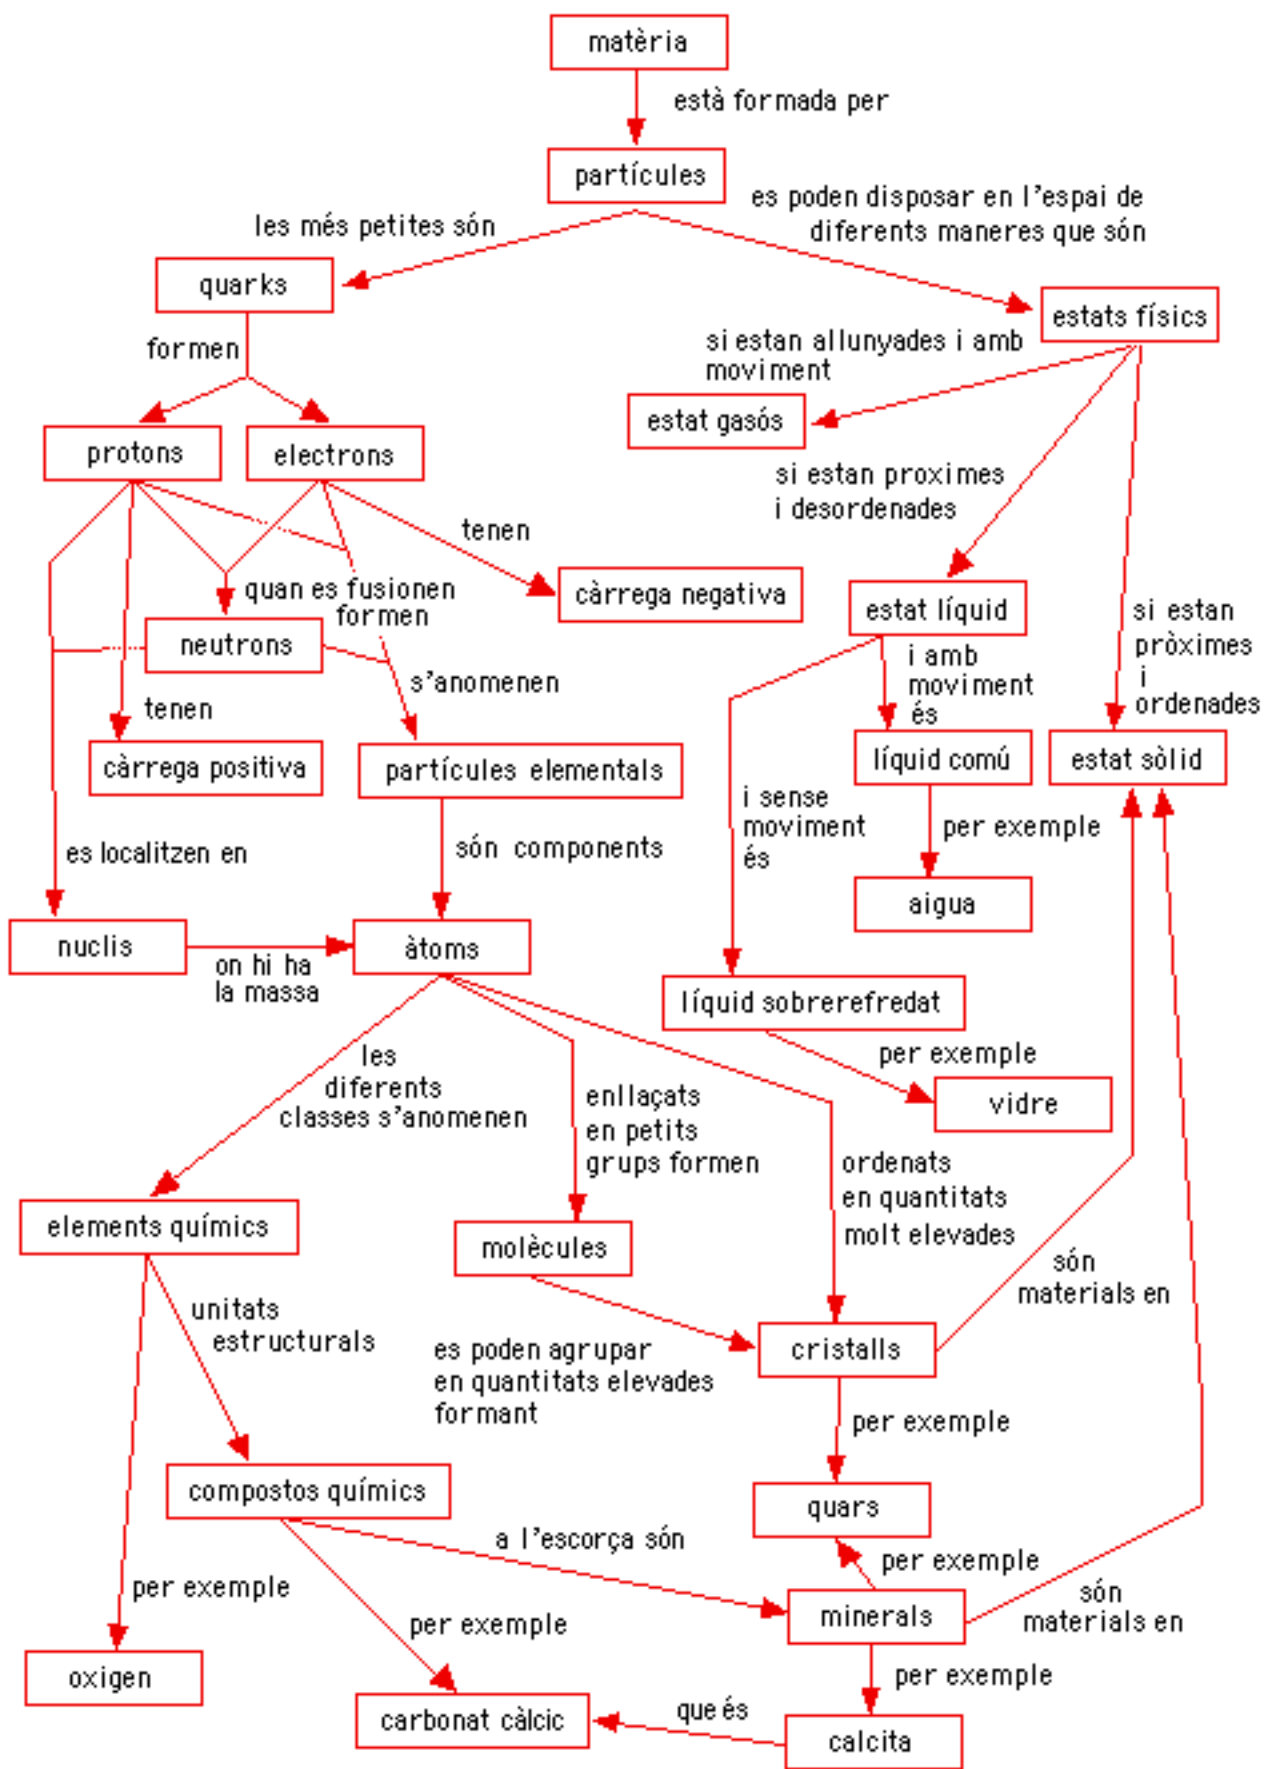 matèria
està formada per
partícules
les més petites són
es poden disposar en l'espai de
diferents maneres que són
quarks
estats físics
formen
si estan allunyades i amb
moviment
estat gasós
protons
electrons
si estan proximes
i desordenades
tenen
càrrega negativa
quan es fusionen
formen
estat líquid
si estan
pròximes
i
ordenades
neutrons
i amb
moviment
és
s'anomenen
tenen
càrrega positiva
partícules elementals
líquid comú
estat sòlid
i sense
moviment
és
per exemple
es localitzen en
són components
aigua
nuclis
on hi ha
la massa
àtoms
líquid sobrerefredat
per exemple
vidre
les
diferents
classes s'anomenen
enllaçats
en petits
grups formen
ordenats
en quantitats
molt elevades
elements químics
molècules
són
materials en
unitats
estructurals
es poden agrupar
en quantitats elevades
formant
cristalls
per exemple
compostos químics
quars
a l'escorça són
per exemple
per exemple
minerals
són
materials en
per exemple
per exemple
oxigen
carbonat càlcic
que és
calcita